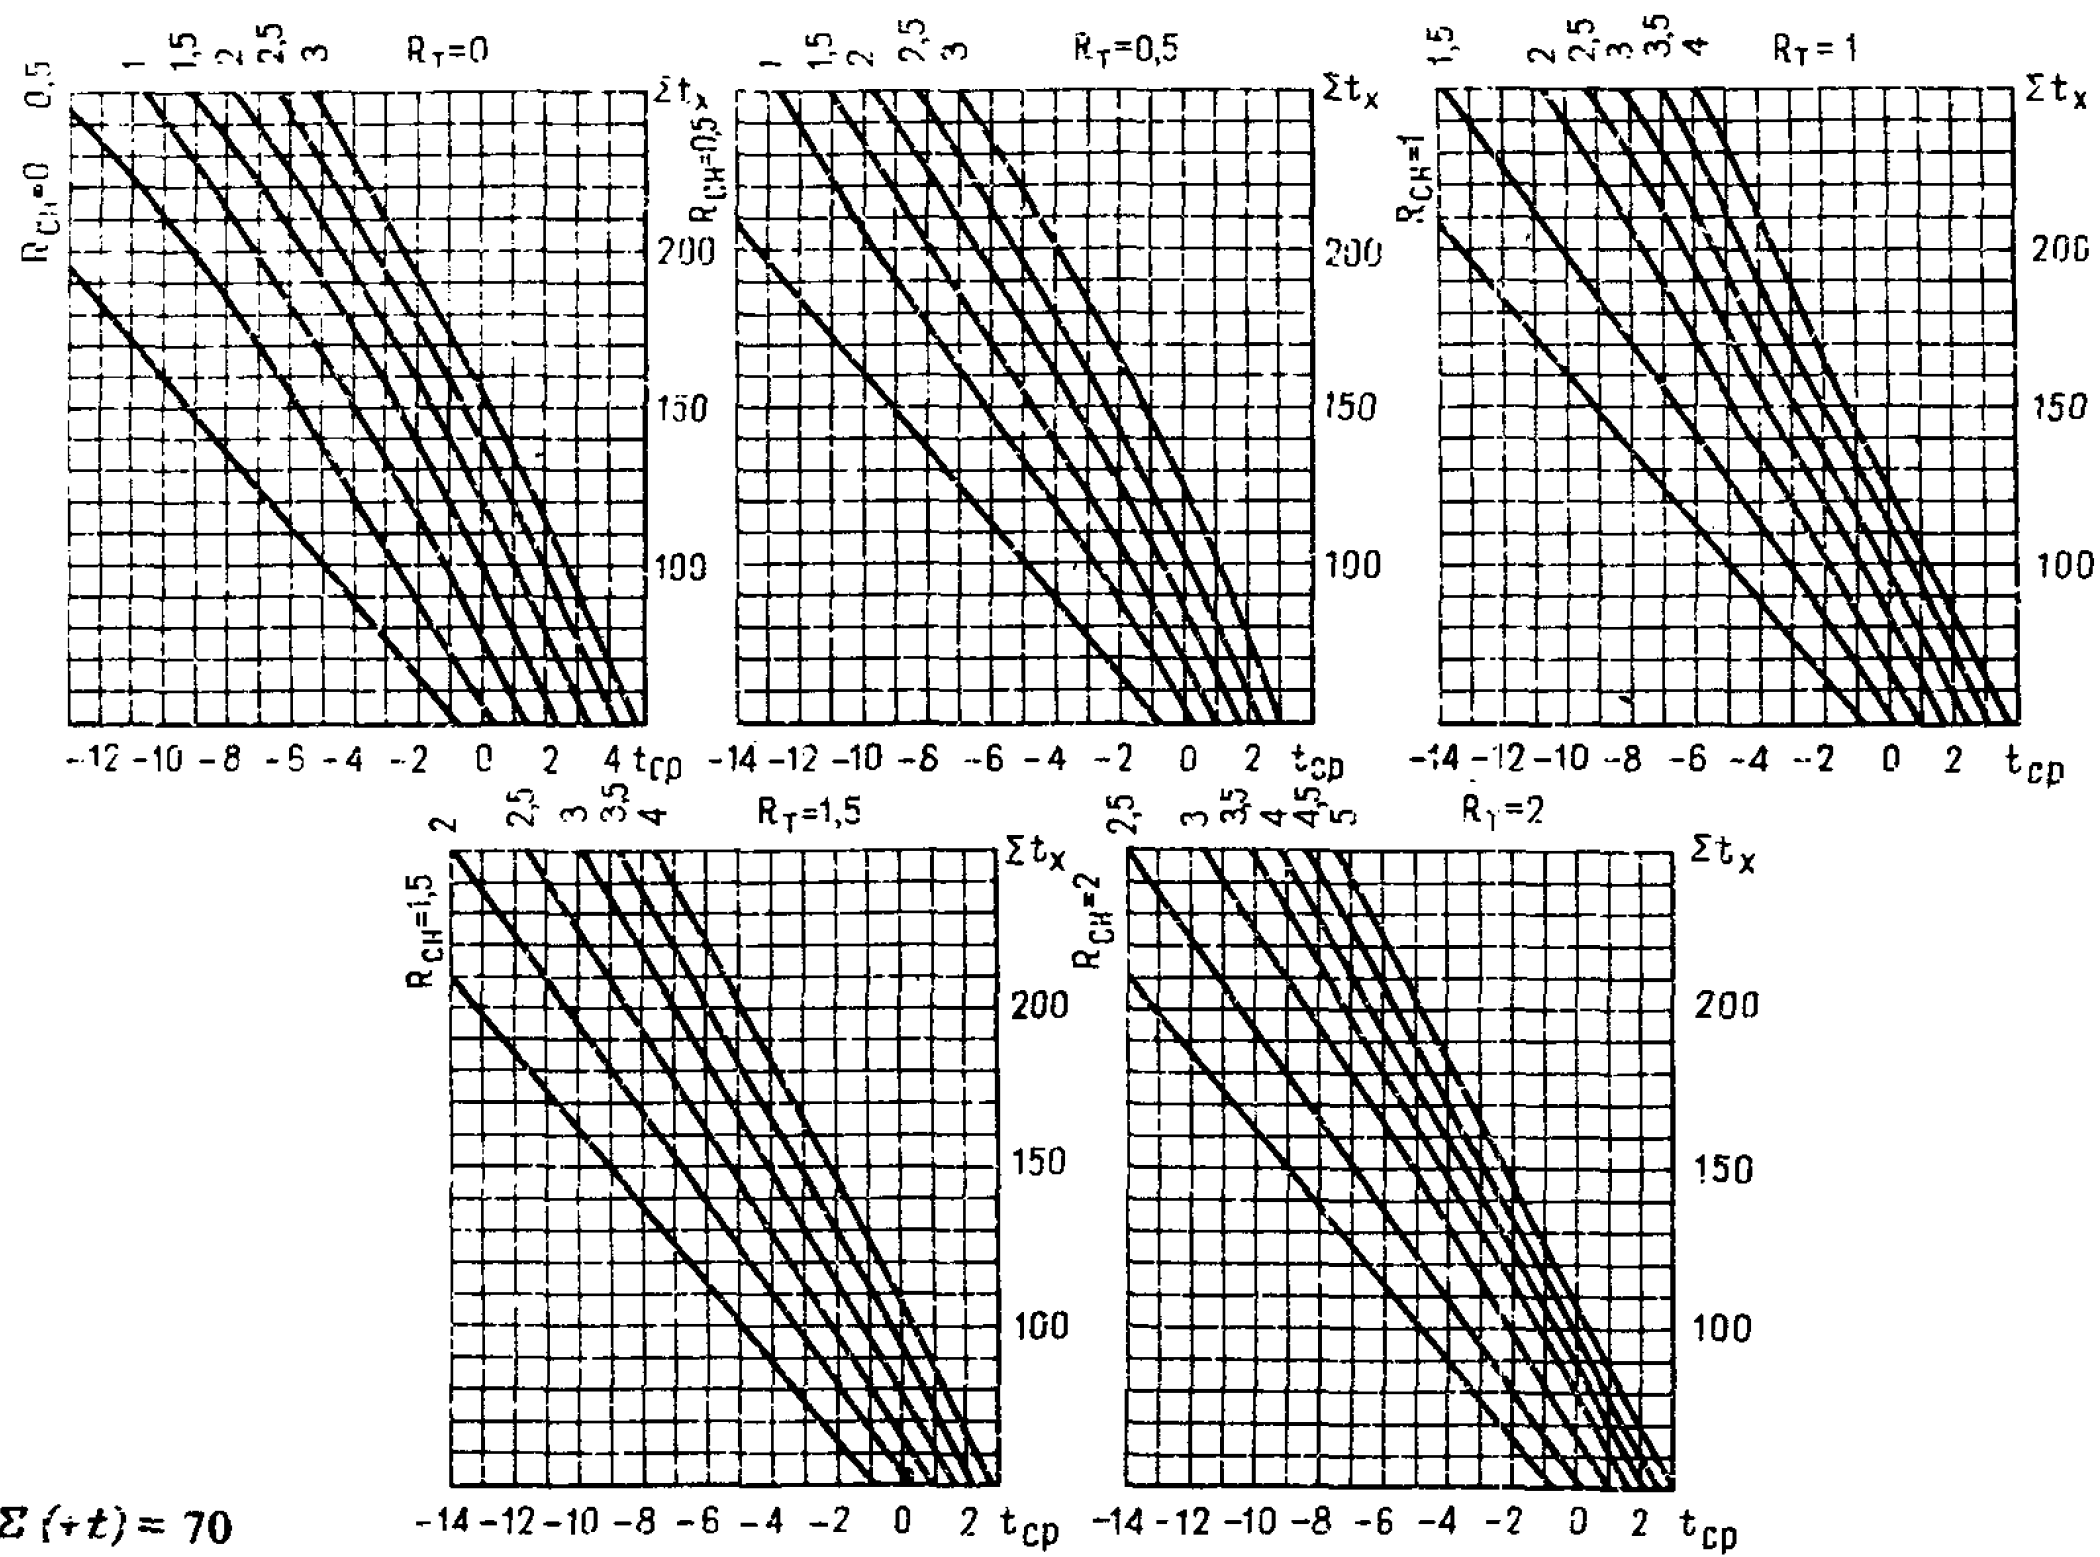 0,5 1 1,5 2 2,5 3 R_T=0
R_CH=0
Σt_x
200
150
100
-12 -10 -8 -6 -4 -2 0 2 4 t_cp
1 1,5 2 2,5 3 R_T=0,5
R_CH=0,5
Σt_x
200
150
100
-14 -12 -10 -8 -6 -4 -2 0 2 t_cp
1,5 2 2,5 3 3,5 4 R_T=1
R_CH=1
Σt_x
200
150
100
-14 -12 -10 -8 -6 -4 -2 0 2 t_cp
2 2,5 3 3,5 4 R_T=1,5
R_CH=1,5
Σt_x
200
150
100
-14 -12 -10 -8 -6 -4 -2 0 2 t_cp
2,5 3 3,5 4 4,5 5 R_T=2
R_CH=2
Σt_x
200
150
100
-14 -12 -10 -8 -6 -4 -2 0 2 t_cp
Σ (+t) = 70